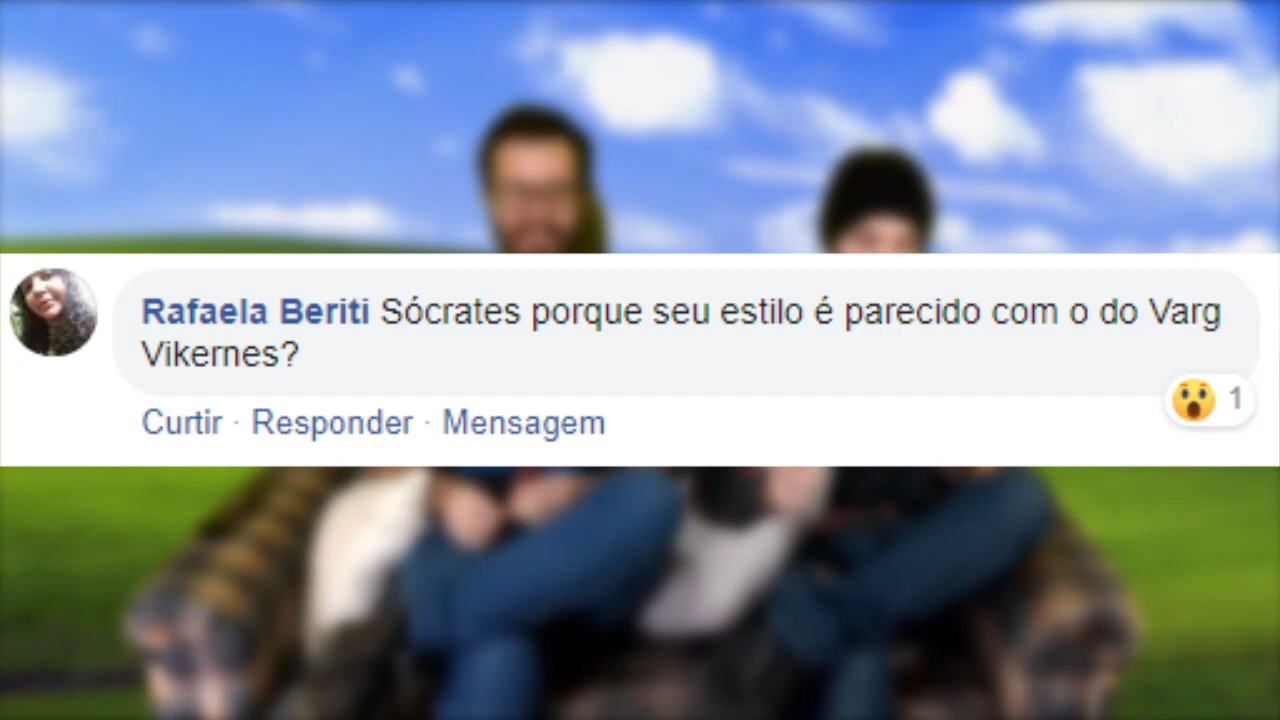 Rafaela Beriti Sócrates porque seu estilo é parecido com o do Varg
Vikernes?
1
Curtir · Responder · Mensagem